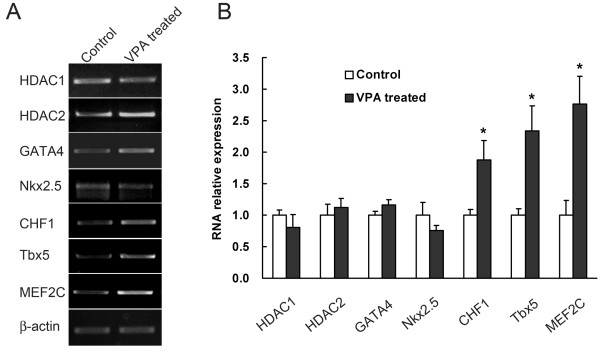 A
Control
VPA treated
HDAC1
HDAC2
GATA4
Nkx2.5
CHF1
Tbx5
MEF2C
β-actin
B
RNA relative expression
3.5
3.0
2.5
2.0
1.5
1.0
0.5
0.0
Control
VPA treated
*
*
*
HDAC1
HDAC2
GATA4
Nkx2.5
CHF1
Tbx5
MEF2C